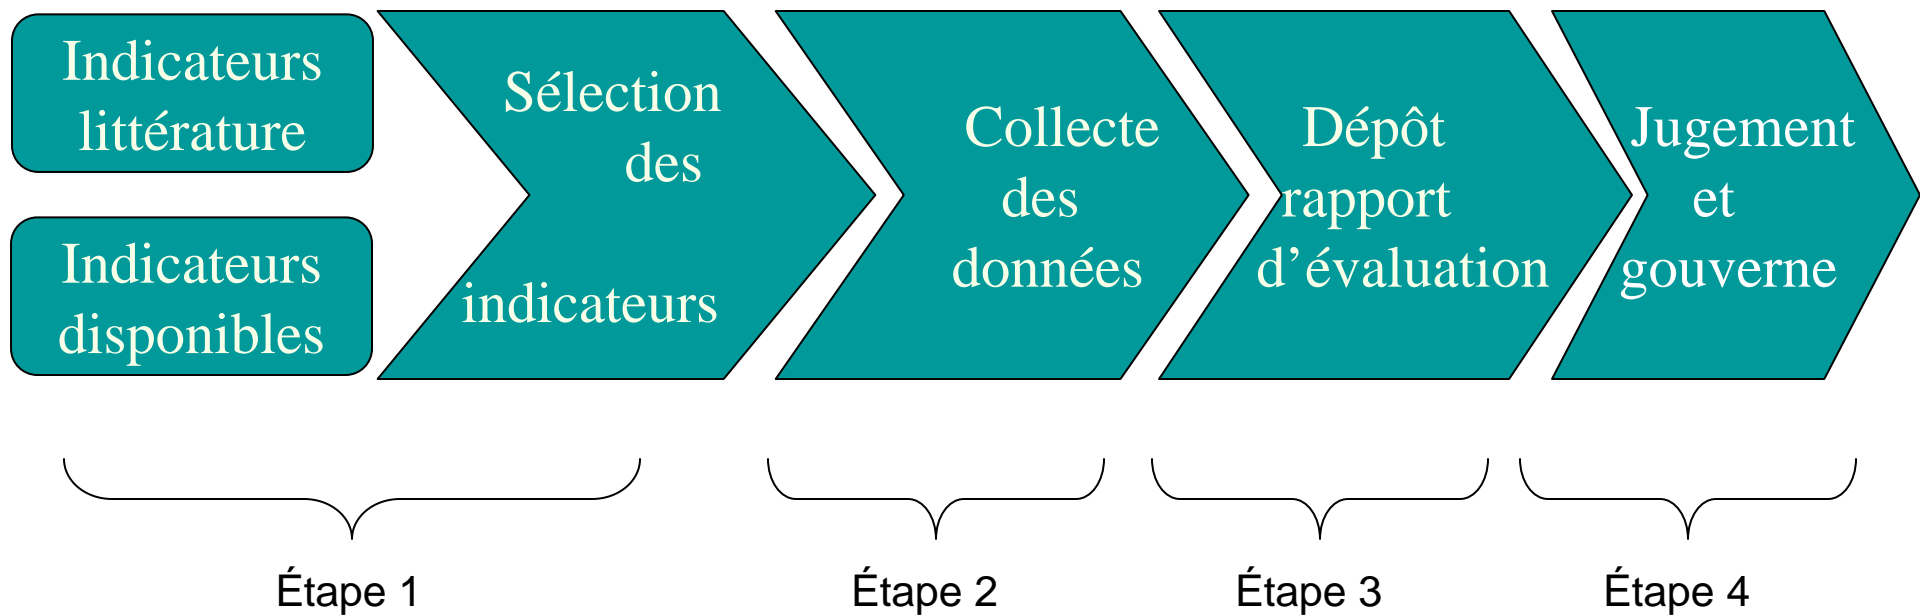 Indicateurs
littérature
Indicateurs
disponibles
Sélection
des
indicateurs
Collecte
des
données
Dépôt
rapport
d’évaluation
Jugement
et
gouverne
Étape 1
Étape 2
Étape 3
Étape 4